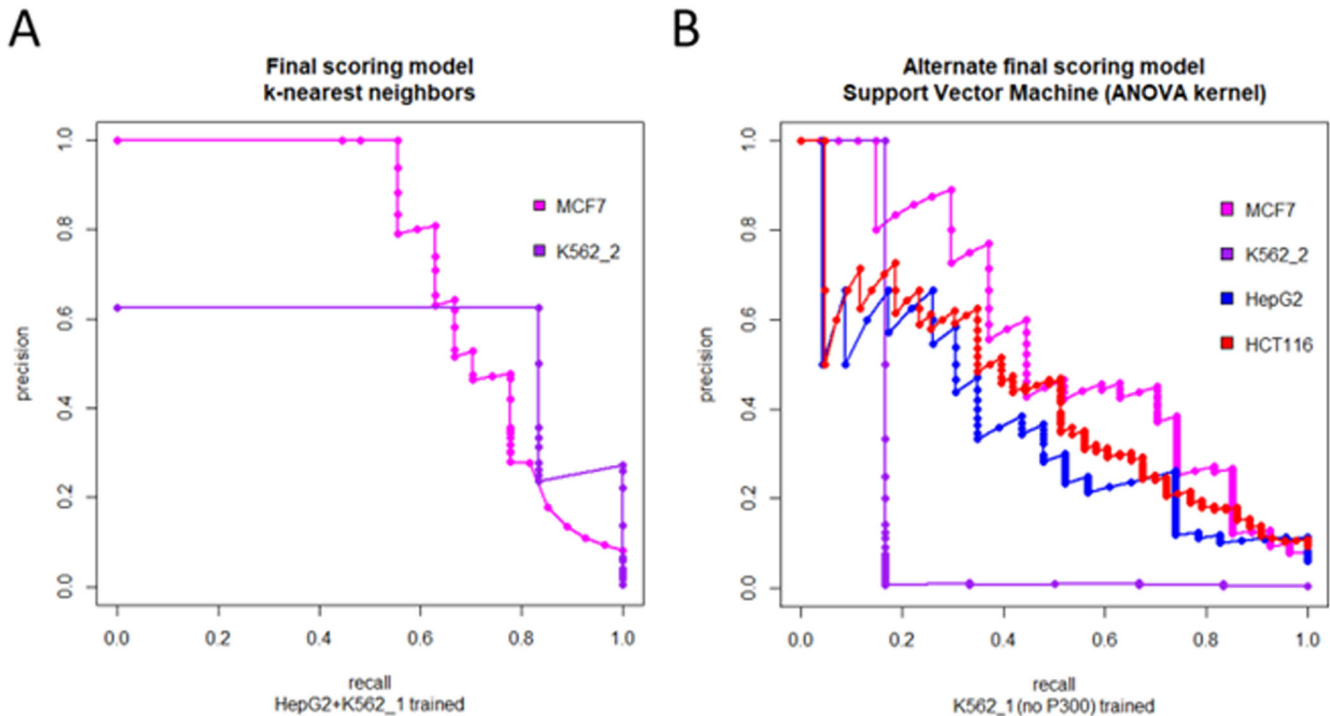 A
Final scoring model
k-nearest neighbors
1.0
0.8
0.6
0.4
0.2
0.0
precision
MCF7
K562_2
0.0 0.2 0.4 0.6 0.8 1.0
recall
HepG2+K562_1 trained
B
Alternate final scoring model
Support Vector Machine (ANOVA kernel)
1.0
0.8
0.6
0.4
0.2
0.0
precision
MCF7
K562_2
HepG2
HCT116
0.0 0.2 0.4 0.6 0.8 1.0
recall
K562_1 (no P300) trained